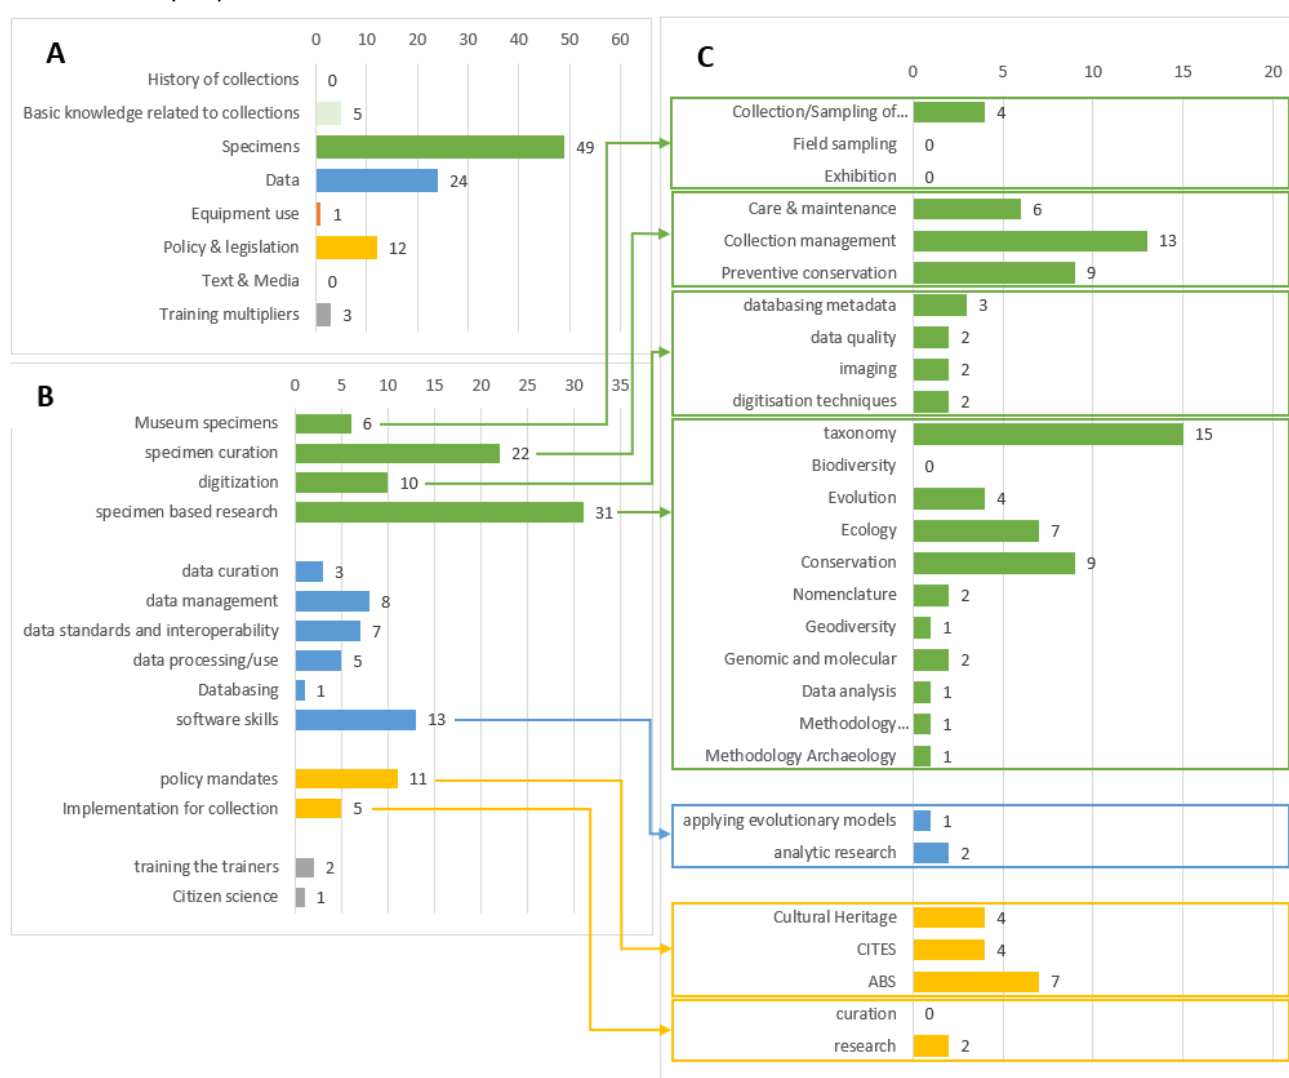 A
0 10 20 30 40 50 60
History of collections 0
Basic knowledge related to collections 5
Specimens 49
Data 24
Equipment use 1
Policy & legislation 12
Text & Media 0
Training multipliers 3
B
0 5 10 15 20 25 30 35
Museum specimens 6
specimen curation 22
digitization 10
specimen based research 31
data curation 3
data management 8
data standards and interoperability 7
data processing/use 5
Databasing 1
software skills 13
policy mandates 11
Implementation for collection 5
training the trainers 2
Citizen science 1
C
0 5 10 15 20
Collection/Sampling of... 4
Field sampling 0
Exhibition 0
Care & maintenance 6
Collection management 13
Preventive conservation 9
databasing metadata 3
data quality 2
imaging 2
digitisation techniques 2
taxonomy 15
Biodiversity 0
Evolution 4
Ecology 7
Conservation 9
Nomenclature 2
Geodiversity 1
Genomic and molecular 2
Data analysis 1
Methodology... 1
Methodology Archaeology 1
applying evolutionary models 1
analytic research 2
Cultural Heritage 4
CITES 4
ABS 7
curation 0
research 2